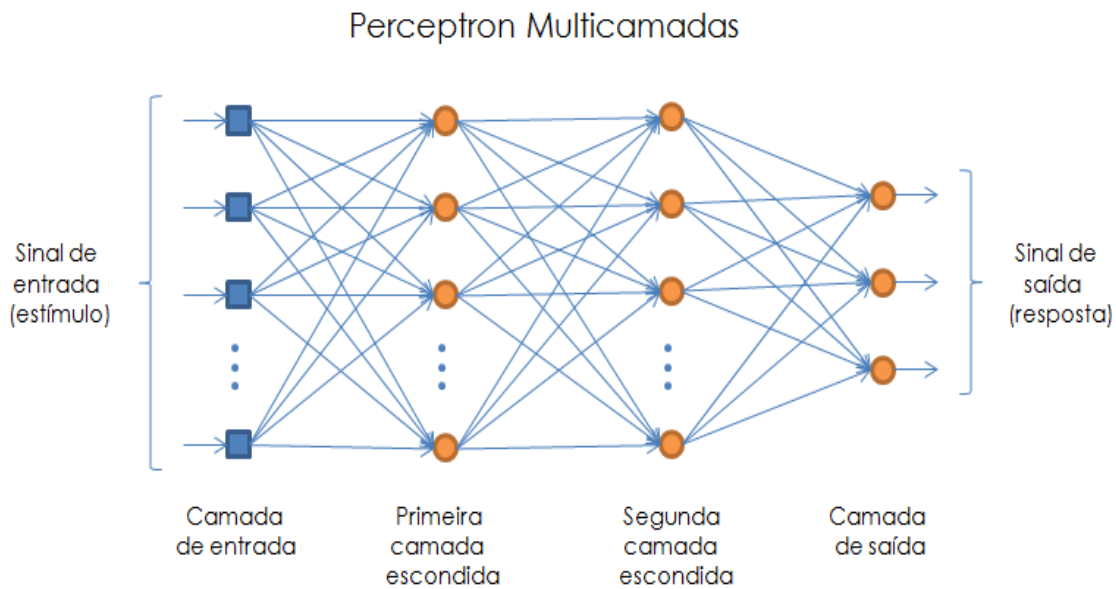 Perceptron Multicamadas
Sinal de
entrada
(estímulo)
Sinal de
saída
(resposta)
Camada
de entrada
Primeira
camada
escondida
Segunda
camada
escondida
Camada
de saída